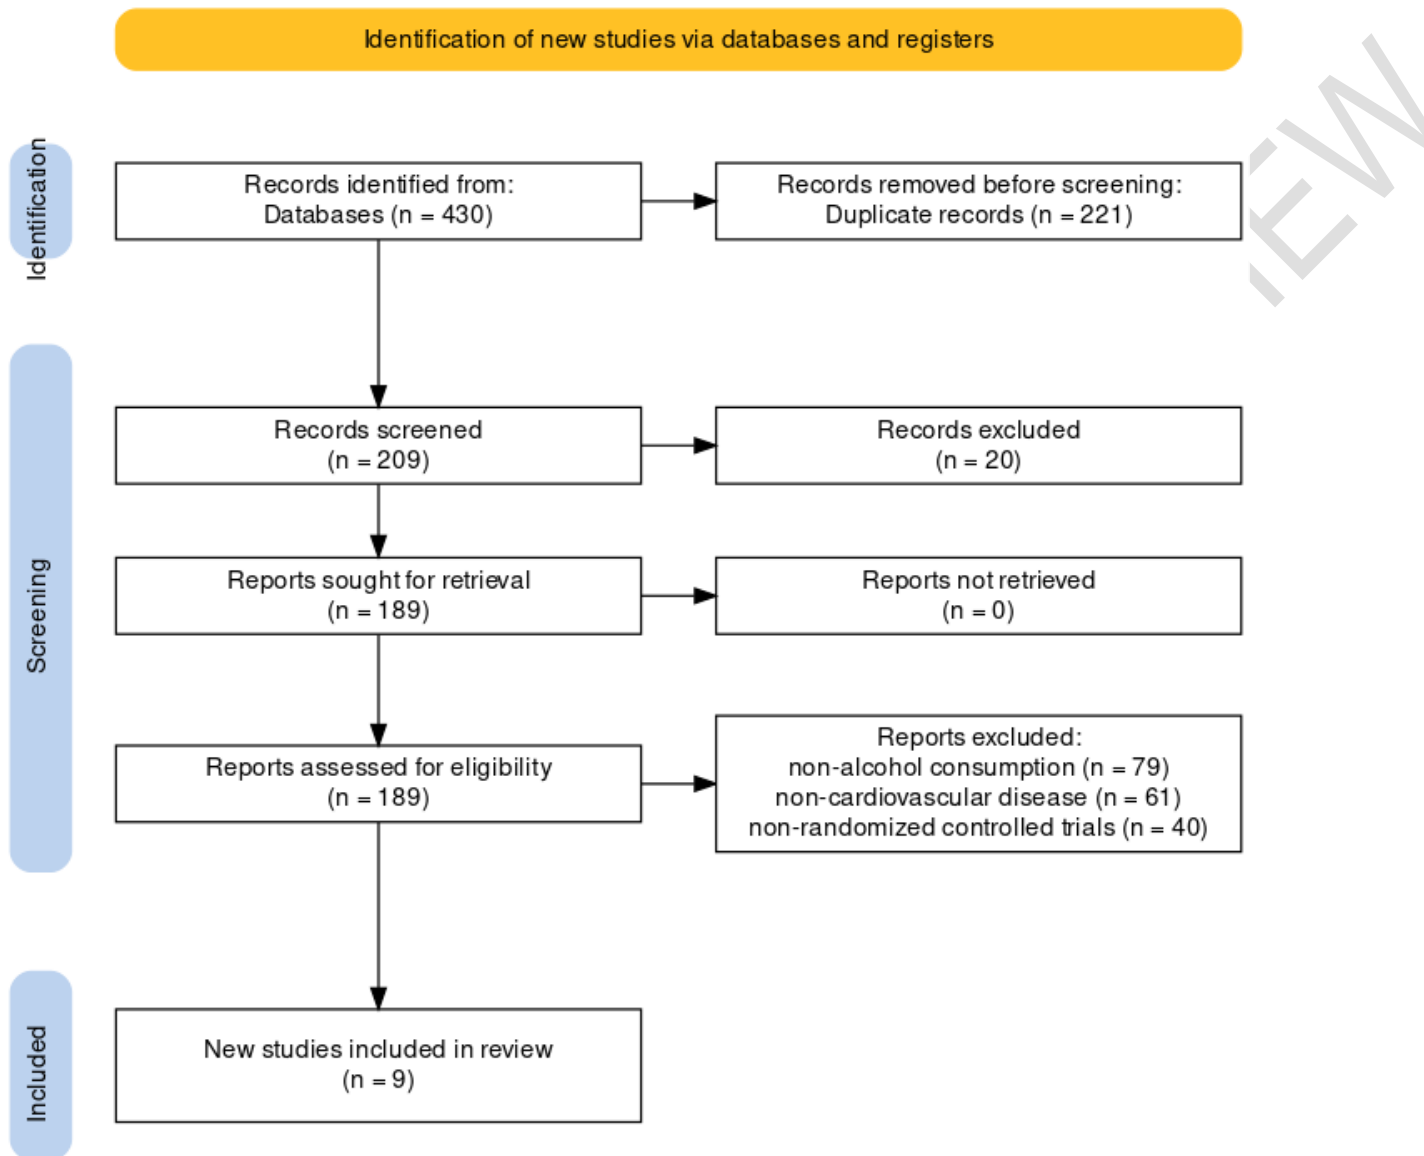 Identification of new studies via databases and registers
Identification
Records identified from:
Databases (n = 430)
Records removed before screening:
Duplicate records (n = 221)
Screening
Records screened
(n = 209)
Records excluded
(n = 20)
Reports sought for retrieval
(n = 189)
Reports not retrieved
(n = 0)
Reports assessed for eligibility
(n = 189)
Reports excluded:
non-alcohol consumption (n = 79)
non-cardiovascular disease (n = 61)
non-randomized controlled trials (n = 40)
Included
New studies included in review
(n = 9)